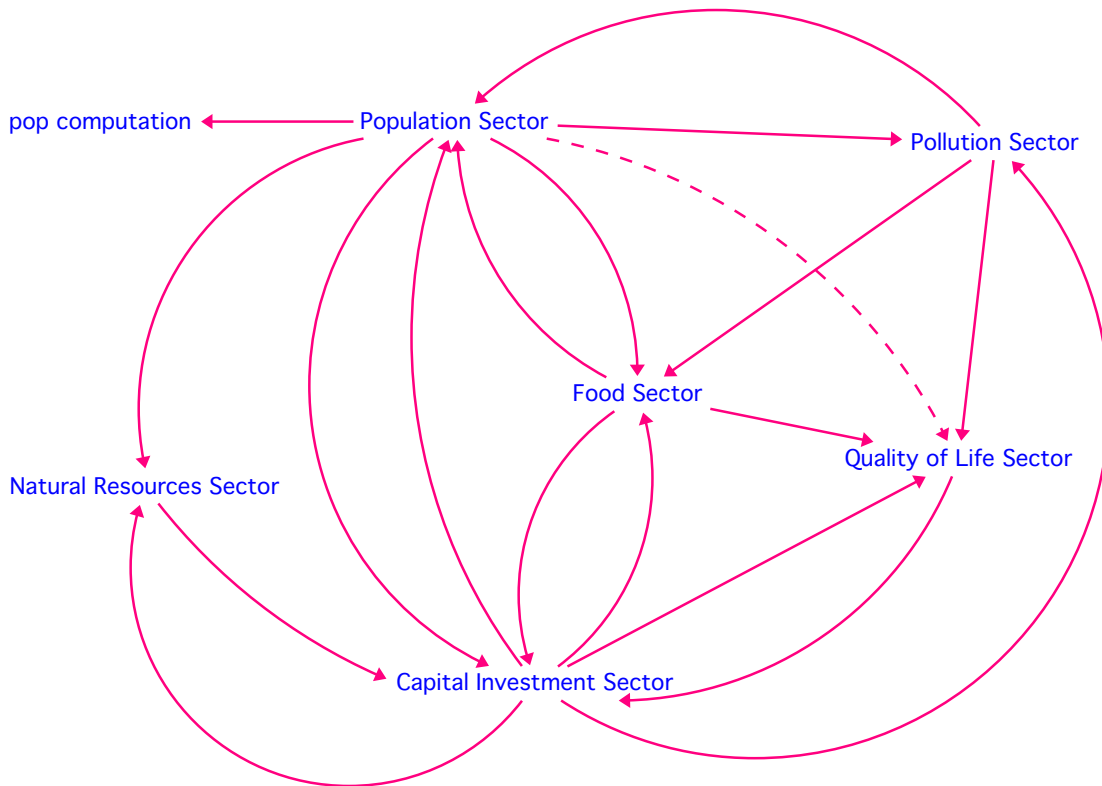 pop computation
Population Sector
Pollution Sector
Food Sector
Quality of Life Sector
Natural Resources Sector
Capital Investment Sector